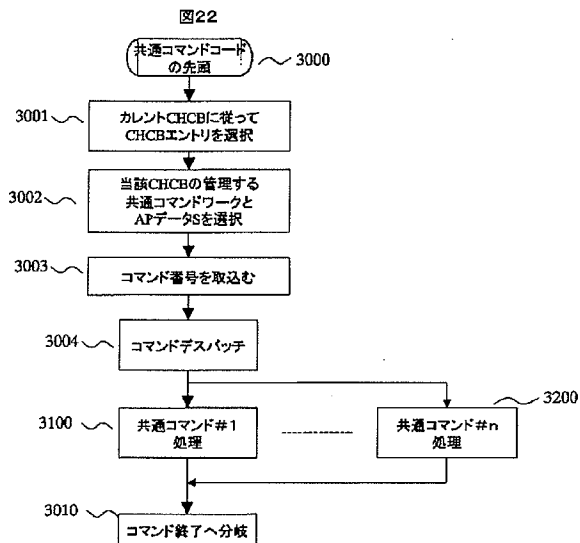 図22
共通コマンドコード
の先頭
3000
3001
カレントCHCBに従って
CHCBエントリを選択
3002
当該CHCBの管理する
共通コマンドワークと
APデータSを選択
3003
コマンド番号を取込む
3004
コマンドデスパッチ
3100
共通コマンド#1
処理
3200
共通コマンド#n
処理
3010
コマンド終了へ分岐